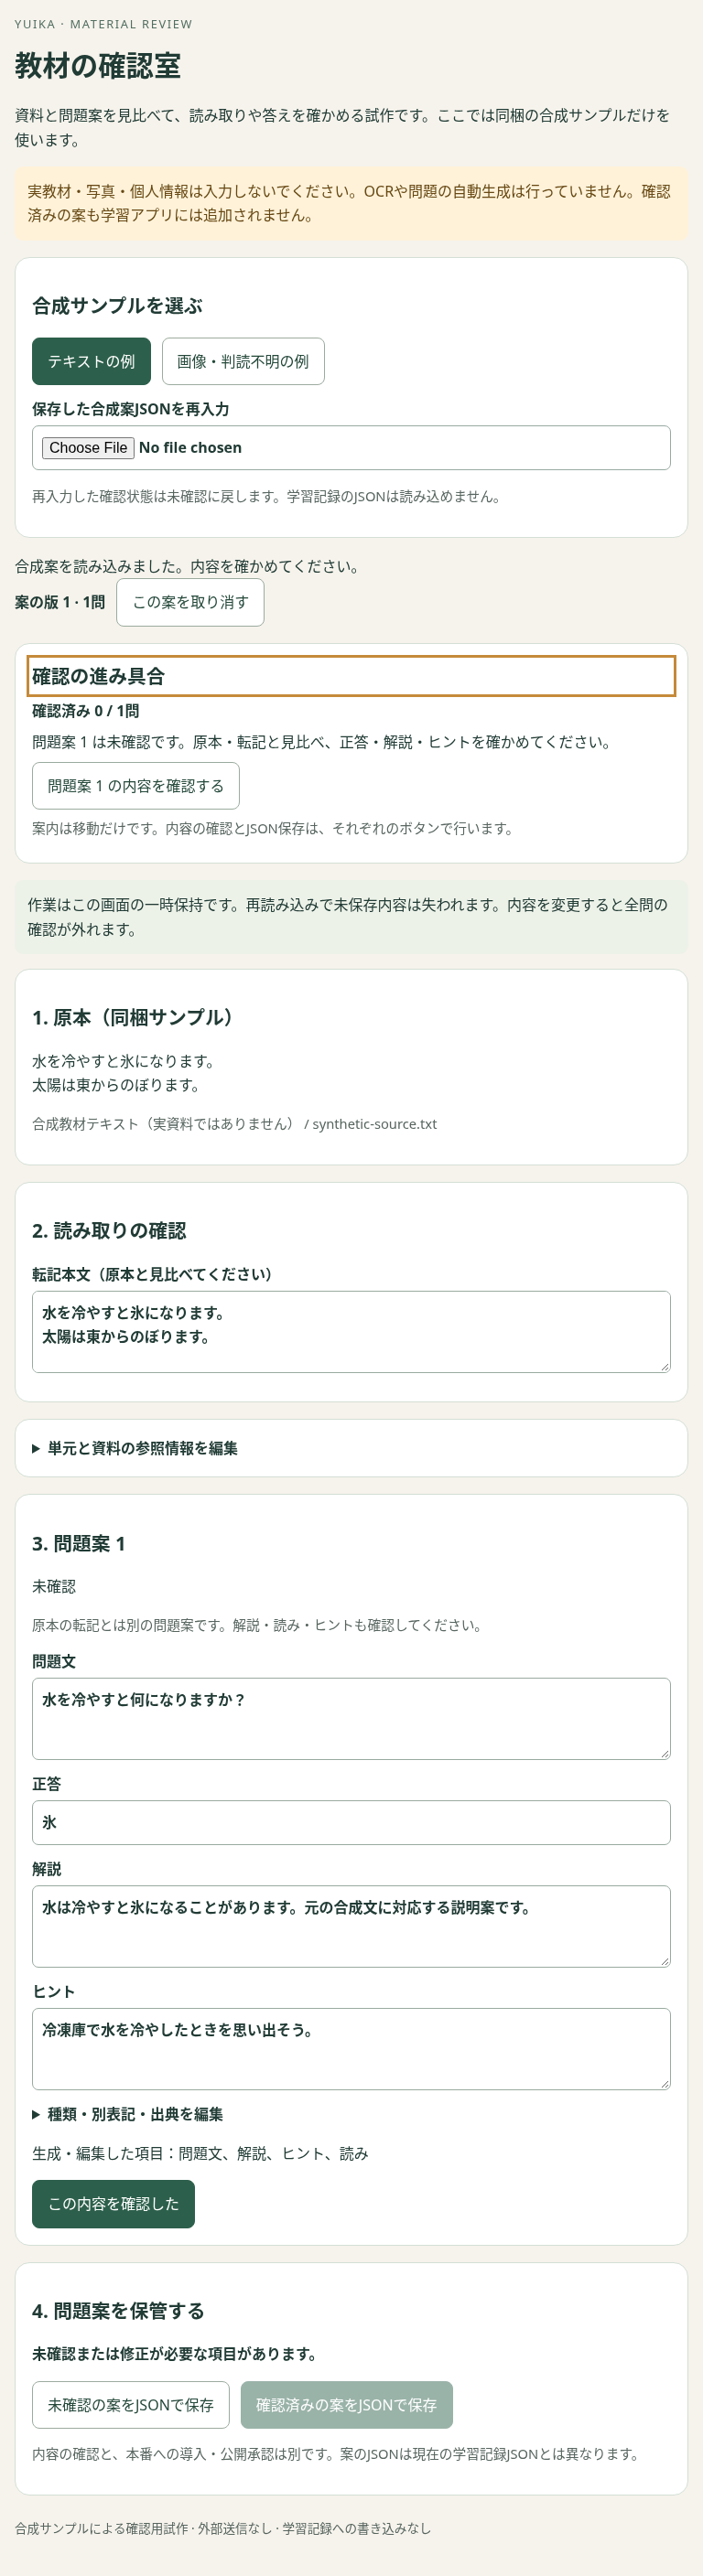 YUIKA · MATERIAL REVIEW
教材の確認室
資料と問題案を見比べて、読み取りや答えを確かめる試作です。ここでは同梱の合成サンプルだけを
使います。
実教材・写真・個人情報は入力しないでください。OCRや問題の自動生成は行っていません。確認
済みの案も学習アプリには追加されません。
合成サンプルを選ぶ
テキストの例
画像・判読不明の例
保存した合成案JSONを再入力
Choose File No file chosen
再入力した確認状態は未確認に戻します。学習記録のJSONは読み込めません。
合成案を読み込みました。内容を確かめてください。
案の版 1 · 1問
この案を取り消す
確認の進み具合
確認済み 0 / 1問
問題案 1 は未確認です。原本・転記と見比べ、正答・解説・ヒントを確かめてください。
問題案 1 の内容を確認する
案内は移動だけです。内容の確認とJSON保存は、それぞれのボタンで行います。
作業はこの画面の一時保持です。再読み込みで未保存内容は失われます。内容を変更すると全問の
確認が外れます。
1. 原本（同梱サンプル）
水を冷やすと氷になります。
太陽は東からのぼります。
合成教材テキスト（実資料ではありません） / synthetic-source.txt
2. 読み取りの確認
転記本文（原本と見比べてください）
水を冷やすと氷になります。
太陽は東からのぼります。
▶ 単元と資料の参照情報を編集
3. 問題案 1
未確認
原本の転記とは別の問題案です。解説・読み・ヒントも確認してください。
問題文
水を冷やすと何になりますか？
正答
氷
解説
水は冷やすと氷になることがあります。元の合成文に対応する説明案です。
ヒント
冷凍庫で水を冷やしたときを思い出そう。
▶ 種類・別表記・出典を編集
生成・編集した項目：問題文、解説、ヒント、読み
この内容を確認した
4. 問題案を保管する
未確認または修正が必要な項目があります。
未確認の案をJSONで保存
確認済みの案をJSONで保存
内容の確認と、本番への導入・公開承認は別です。案のJSONは現在の学習記録JSONとは異なります。
合成サンプルによる確認用試作 · 外部送信なし · 学習記録への書き込みなし